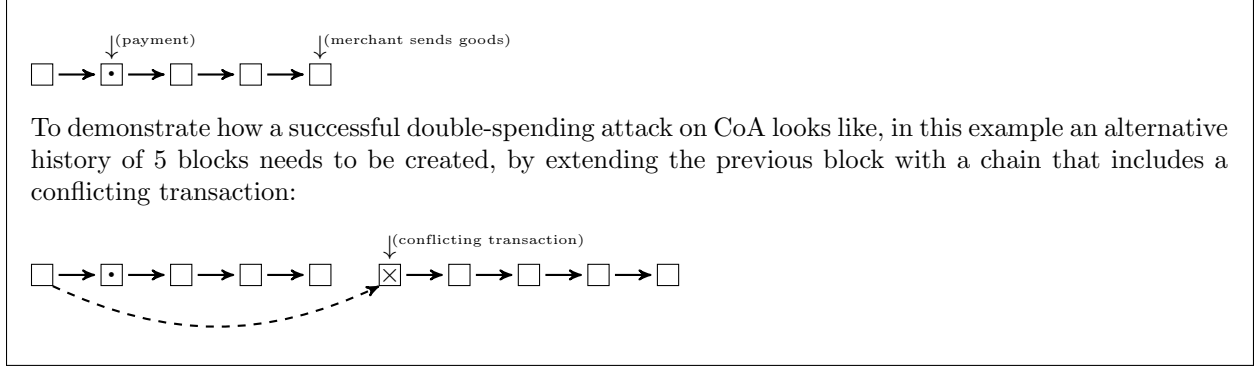 (payment) (merchant sends goods)
To demonstrate how a successful double-spending attack on CoA looks like, in this example an alternative
history of 5 blocks needs to be created, by extending the previous block with a chain that includes a
conflicting transaction:
(conflicting transaction)